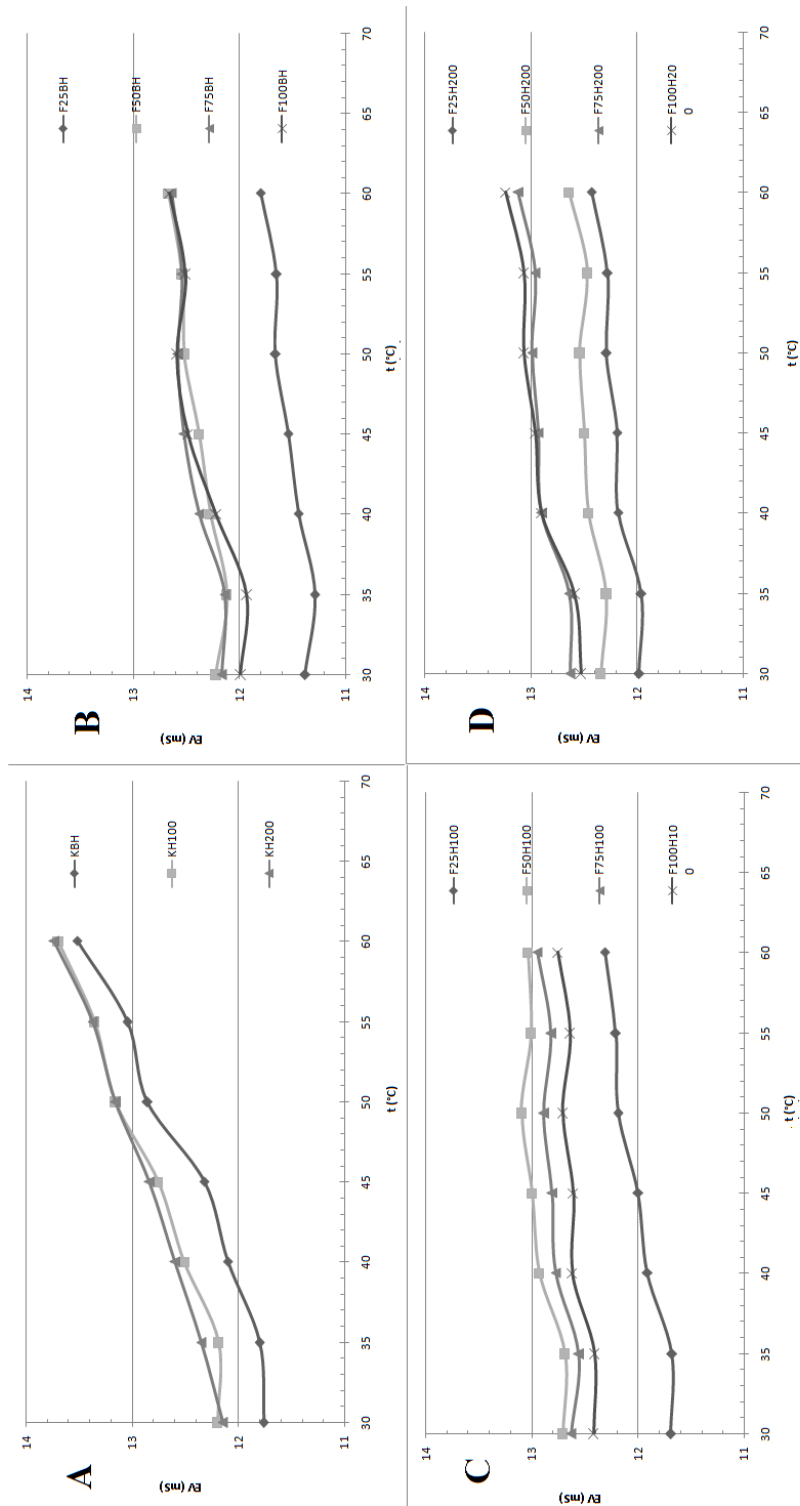 A
EV (mS)
14
13
12
11
30
35
40
45
50
55
60
65
70
t (°C)
KBH
KH100
KH200
B
EV (mS)
14
13
12
11
30
35
40
45
50
55
60
65
70
t (°C)
F25BH
F50BH
F75BH
F100BH
C
EV (mS)
14
13
12
11
30
35
40
45
50
55
60
65
70
t (°C)
F25H100
F50H100
F75H100
F100H10
0
D
EV (mS)
14
13
12
11
30
35
40
45
50
55
60
65
70
t (°C)
F25H200
F50H200
F75H200
F100H20
0